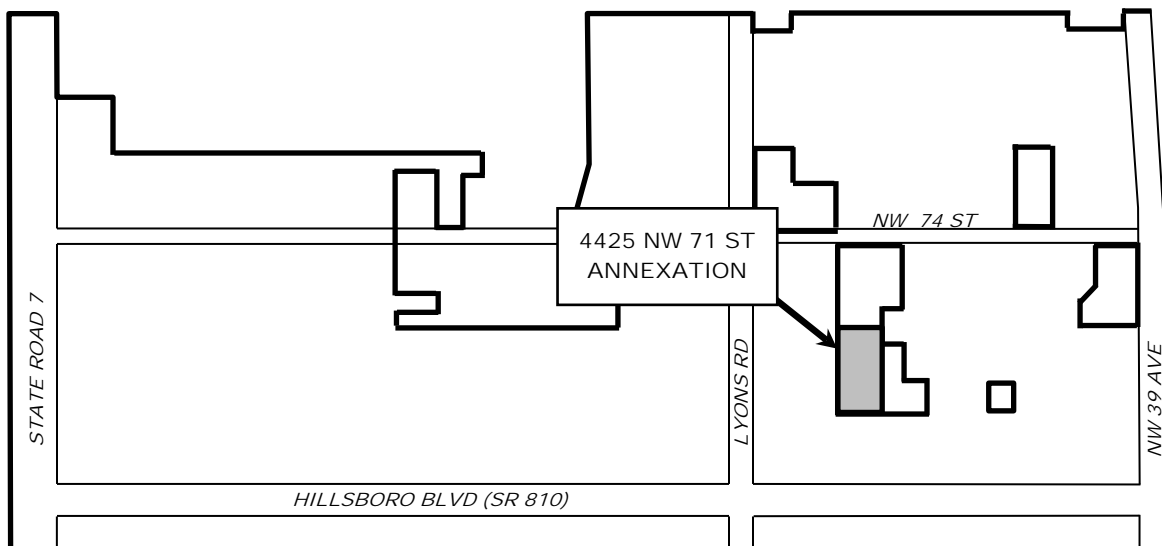 NW 74 ST
4425 NW 71 ST
ANNEXATION
STATE ROAD 7
LYONS RD
NW 39 AVE
HILLSBORO BLVD (SR 810)